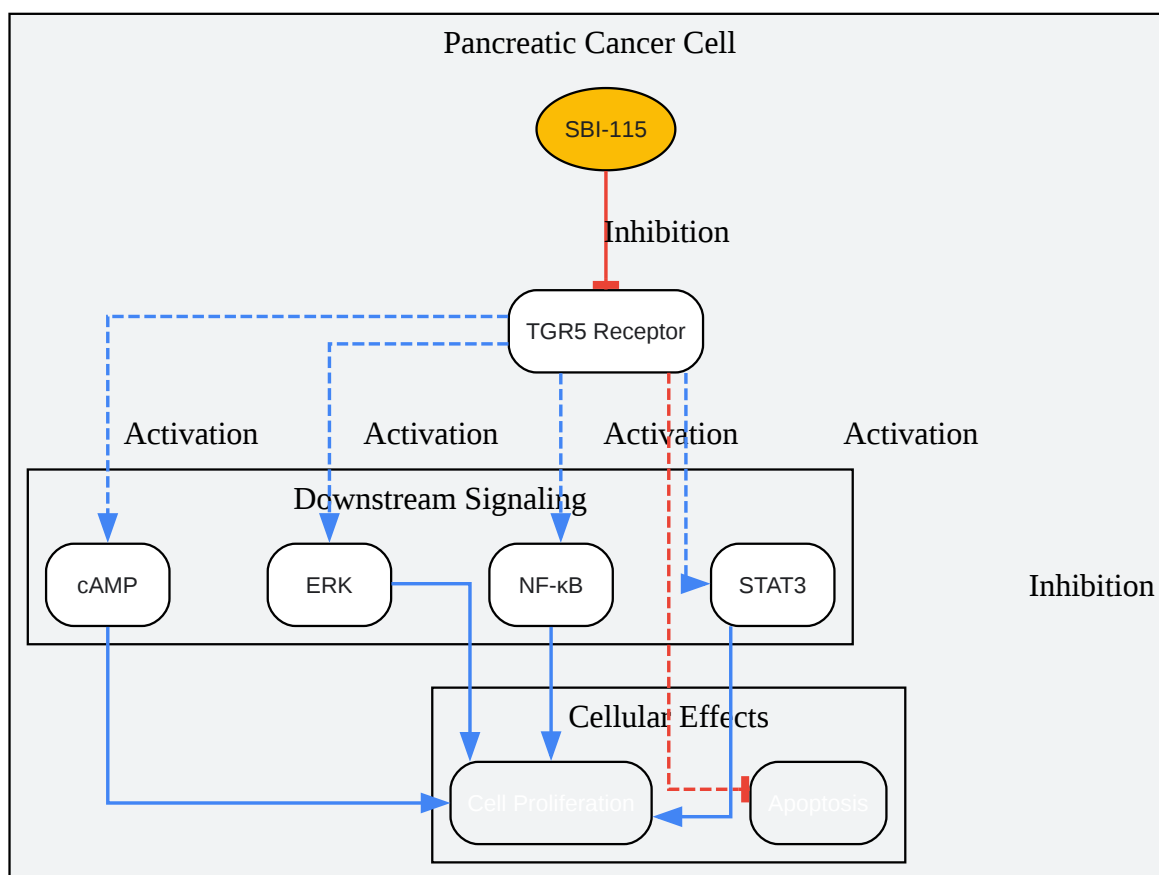 Pancreatic Cancer Cell
SBI-115
Inhibition
TGR5 Receptor
Activation
Activation
Activation
Activation
Downstream Signaling
cAMP
ERK
NF-κB
STAT3
Inhibition
Cellular Effects
Cell Proliferation
Apoptosis